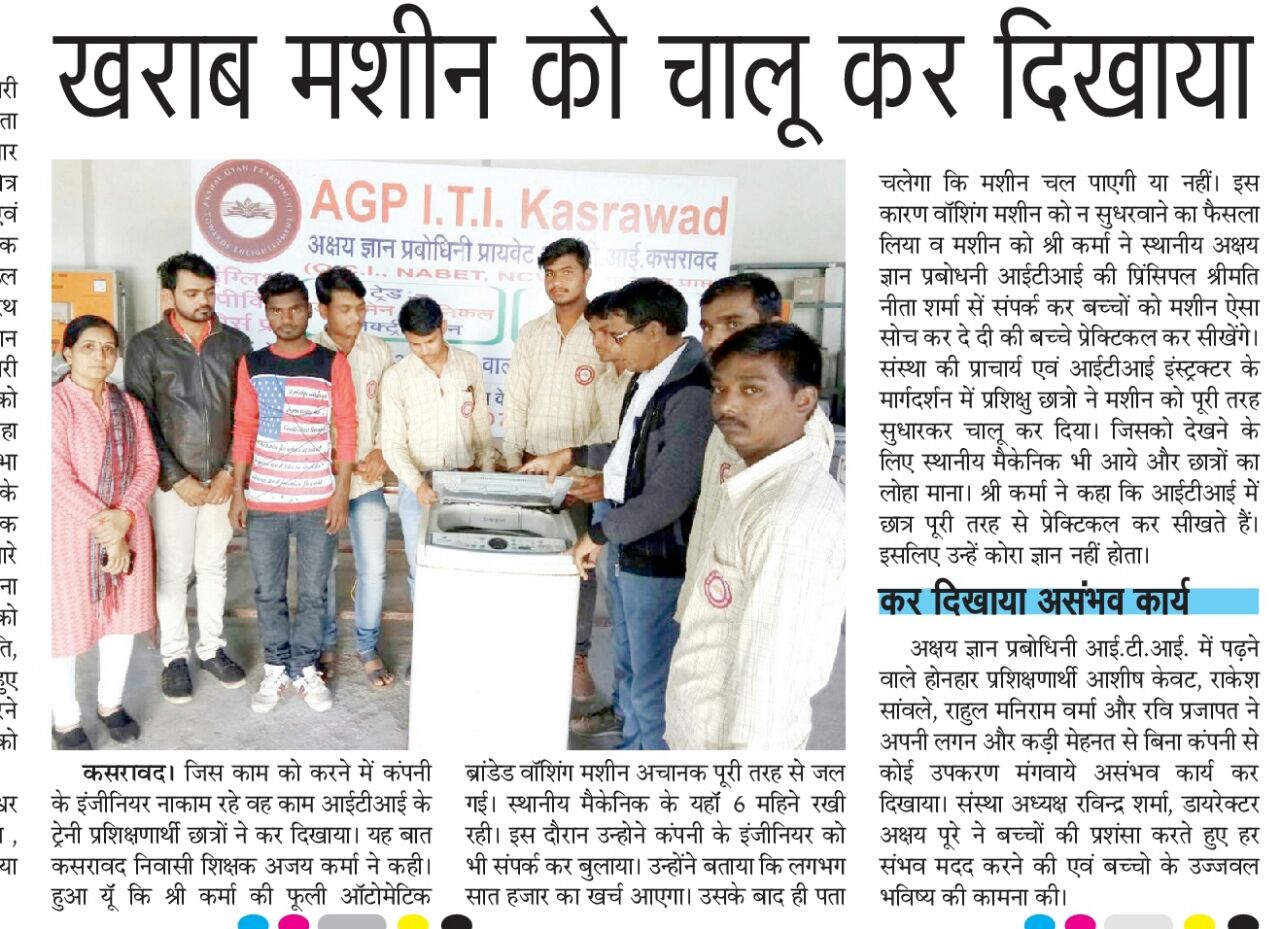 खराब मशीन को चालू कर दिखाया
AKSHAY GYAN PRABODHINI
TOWARDS ENLIGHTENMENT
AGP I.T.I. Kasrawad
अक्षय ज्ञान प्रबोधिनी प्रायवेट
आई.कसरावद
NABET,
ट्रेड:
कसरावद। जिस काम को करने में कंपनी
के इंजीनियर नाकाम रहे वह काम आईटीआई के
ट्रेनी प्रशिक्षणार्थी छात्रों ने कर दिखाया। यह बात
कसरावद निवासी शिक्षक अजय कर्मा ने कही।
हुआ यूॅं कि श्री कर्मा की फूली ऑटोमेटिक
ब्रांडेड वॉशिंग मशीन अचानक पूरी तरह से जल
गई। स्थानीय मैकेनिक के यहॉ 6 महिने रखी
रही। इस दौरान उन्होने कंपनी के इंजीनियर को
भी संपर्क कर बुलाया। उन्होंने बताया कि लगभग
सात हजार का खर्च आएगा। उसके बाद ही पता
चलेगा कि मशीन चल पाएगी या नहीं। इस
कारण वॉशिंग मशीन को न सुधरवाने का फैसला
लिया व मशीन को श्री कर्मा ने स्थानीय अक्षय
ज्ञान प्रबोधनी आईटीआई की प्रिंसिपल श्रीमति
नीता शर्मा सें संपर्क कर बच्चों को मशीन ऐसा
सोच कर दे दी की बच्चे प्रेक्टिकल कर सीखेंगे।
संस्था की प्राचार्य एवं आईटीआई इंस्ट्रक्टर के
मार्गदर्शन में प्रशिक्षु छात्रो ने मशीन को पूरी तरह
सुधारकर चालू कर दिया। जिसको देखने के
लिए स्थानीय मैकेनिक भी आये और छात्रों का
लोहा माना। श्री कर्मा ने कहा कि आईटीआई में
छात्र पूरी तरह से प्रेक्टिकल कर सीखते हैं।
इसलिए उन्हें कोरा ज्ञान नहीं होता।
कर दिखाया असंभव कार्य
अक्षय ज्ञान प्रबोधिनी आई.टी.आई. में पढ़ने
वाले होनहार प्रशिक्षणार्थी आशीष केवट, राकेश
सांवले, राहुल मनिराम वर्मा और रवि प्रजापत ने
अपनी लगन और कड़ी मेहनत से बिना कंपनी से
कोई उपकरण मंगवाये असंभव कार्य कर
दिखाया। संस्था अध्यक्ष रविन्द्र शर्मा, डायरेक्टर
अक्षय पूरे ने बच्चों की प्रशंसा करते हुए हर
संभव मदद करने की एवं बच्चो के उज्जवल
भविष्य की कामना की।